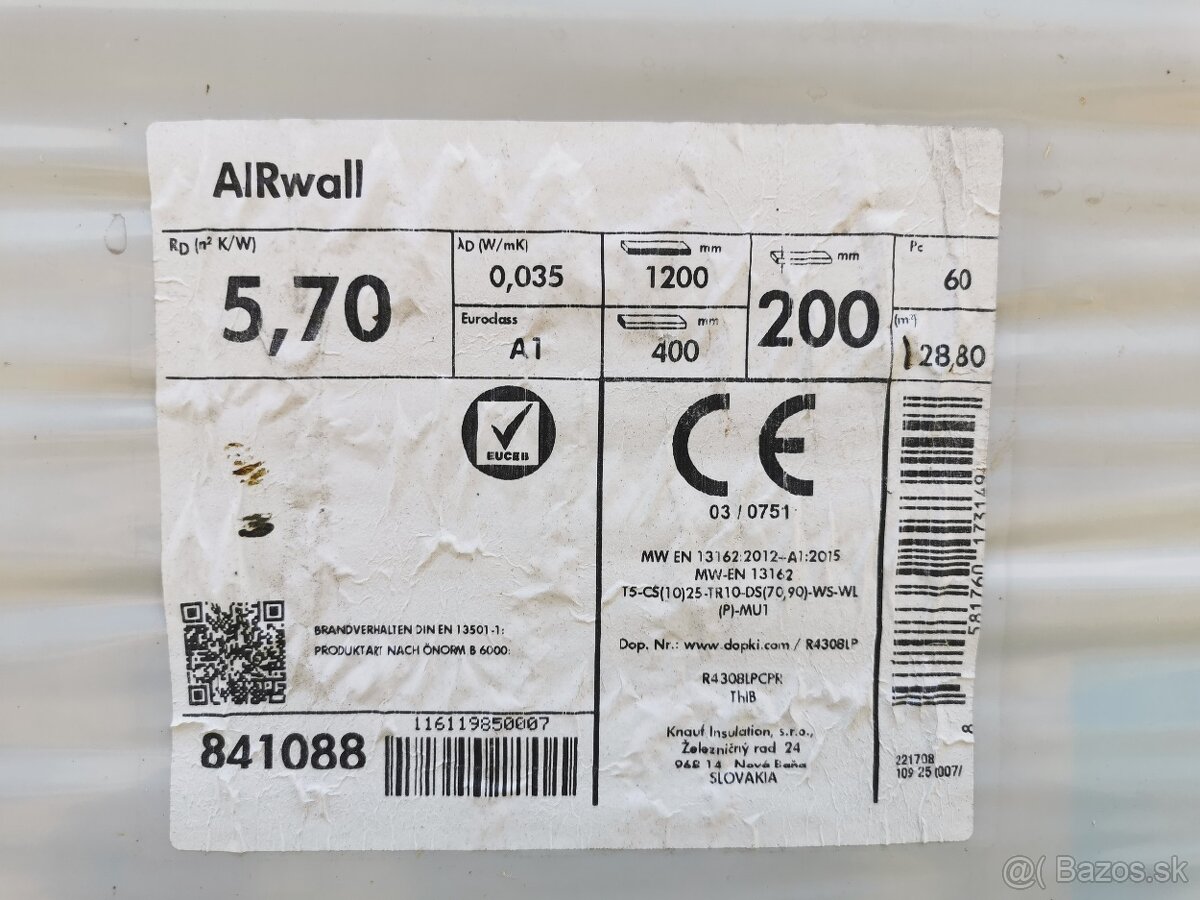 AIRwall
RD (m² K/W)
5,70
λD (W/mK)
0,035
Euroclass
A1
mm
1200
mm
400
mm
200
Pc
60
(m²)
28,80
EUCEB
CE
03 / 0751
MW EN 13162:2012+A1:2015
MW-EN 13162
T5-CS(10)25-TR10-DS(70,90)-WS-WL
(P)-MU1
Dop. Nr.: www.dopki.com / R4308LP
R4308LPCPR
ThIB
Knauf Insulation, s.r.o.,
Železničný rad 24
968 14 Nová Baňa
SLOVAKIA
BRANDVERHALTEN DIN EN 13501-1:
PRODUKTART NACH ÖNORM B 6000:
841088
116119850007
221708
109 25 (007/
@( Bazos.sk